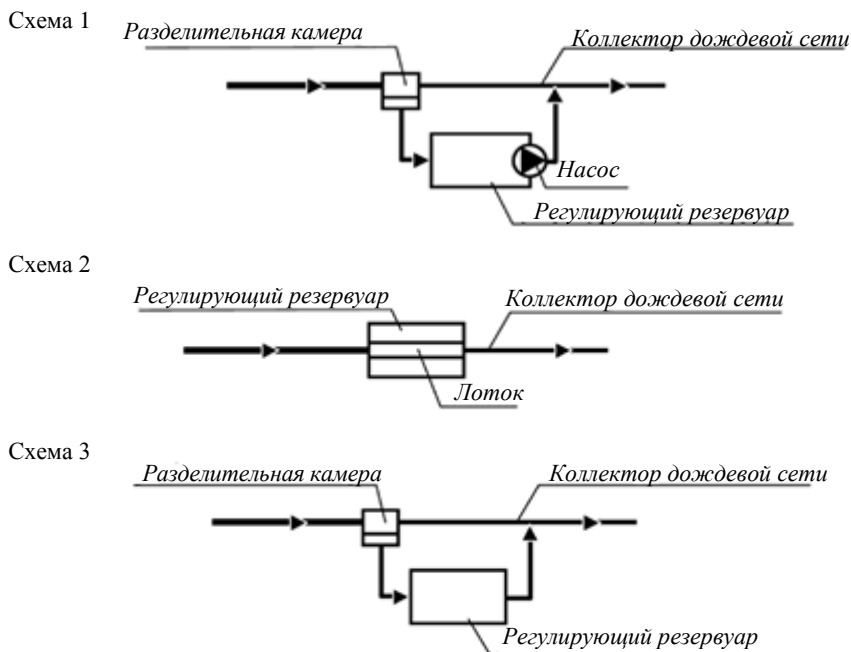 Схема 1
Разделительная камера
Коллектор дождевой сети
Насос
Регулирующий резервуар
Схема 2
Регулирующий резервуар
Коллектор дождевой сети
Лоток
Схема 3
Разделительная камера
Коллектор дождевой сети
Регулирующий резервуар